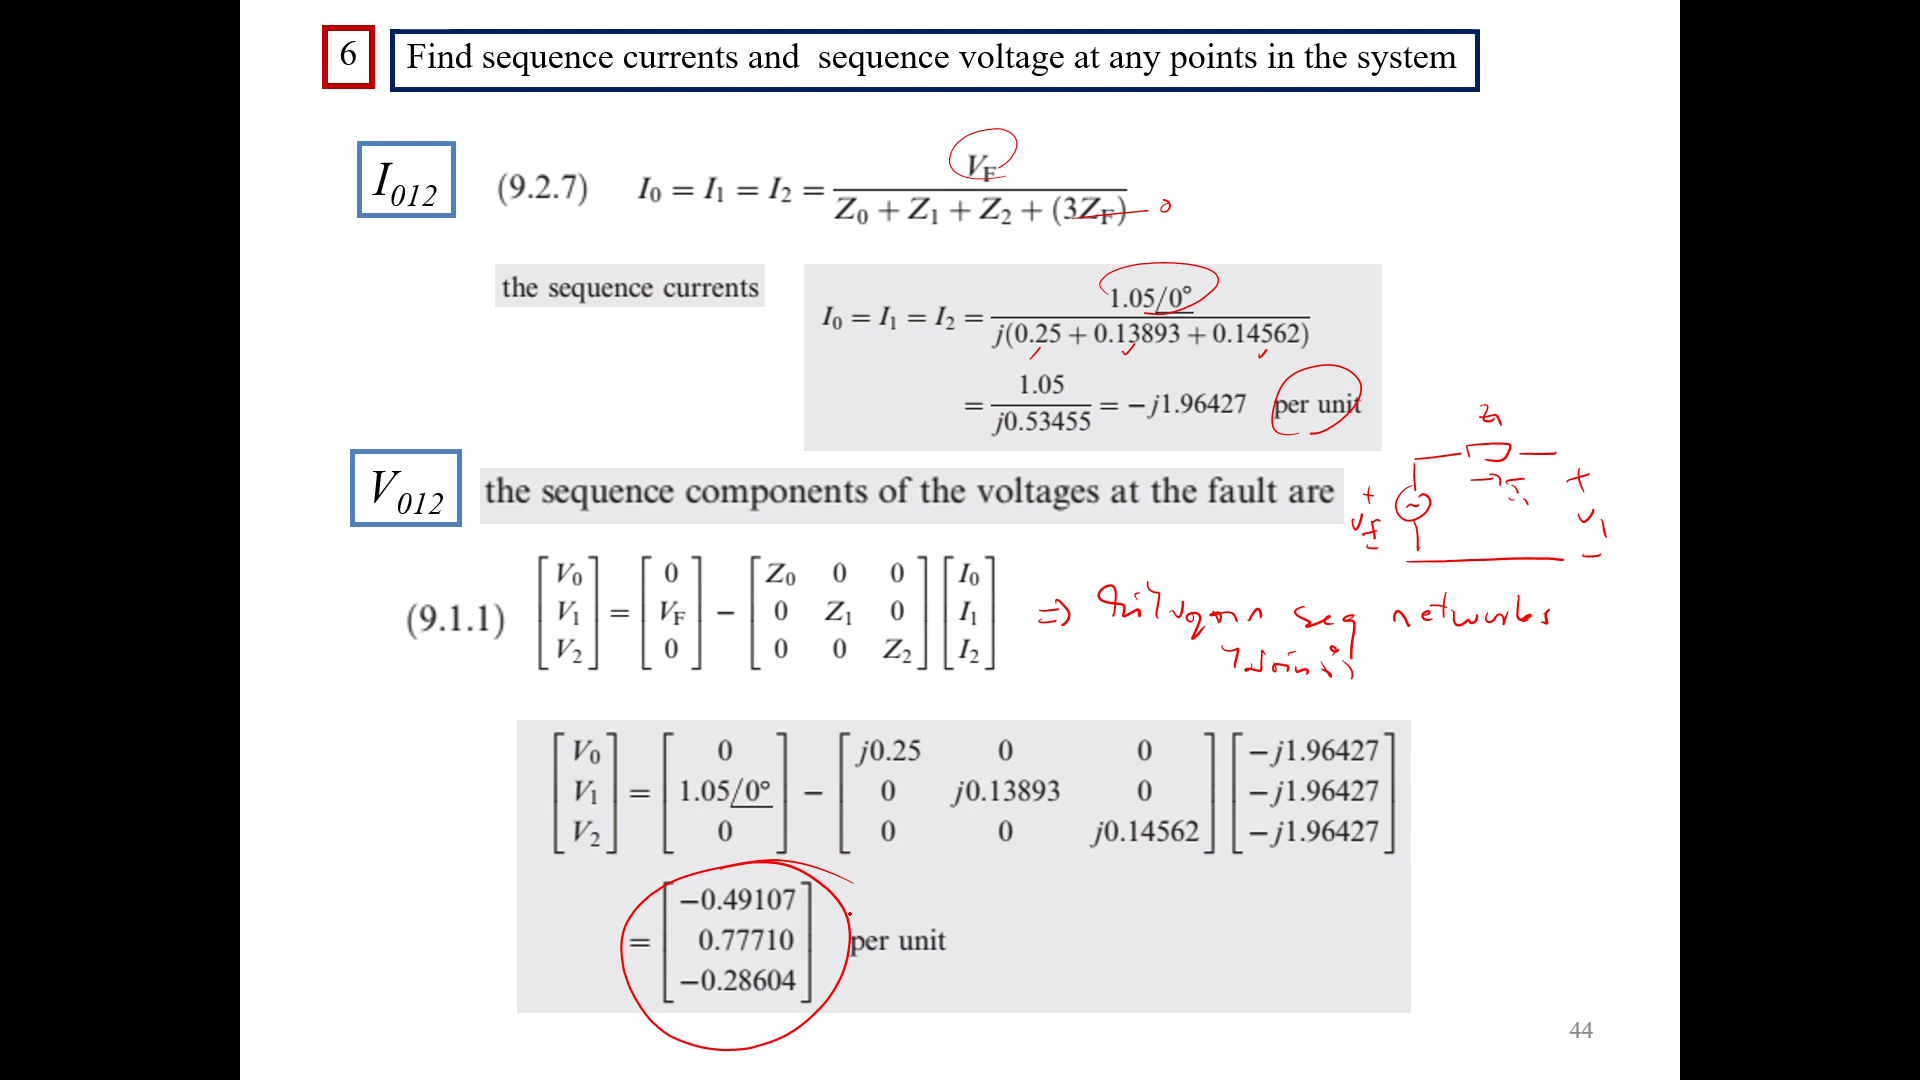 6 Find sequence currents and sequence voltage at any points in the system
I012 (9.2.7) I0 = I1 = I2 = VF / (Z0 + Z1 + Z2 + (3ZF)) 0
the sequence currents
I0 = I1 = I2 = 1.05/0° / j(0.25 + 0.13893 + 0.14562)
= 1.05 / j0.53455 = −j1.96427 per unit
Z1
V012 the sequence components of the voltages at the fault are
+ Vf − ~ I1 + V1 −
(9.1.1) [V0 V1 V2] = [0 VF 0] − [Z0 0 0; 0 Z1 0; 0 0 Z2] [I0 I1 I2]
⇒ seq networks
[V0 V1 V2] = [0 1.05/0° 0] − [j0.25 0 0; 0 j0.13893 0; 0 0 j0.14562] [−j1.96427 −j1.96427 −j1.96427]
= [−0.49107 0.77710 −0.28604] per unit
44